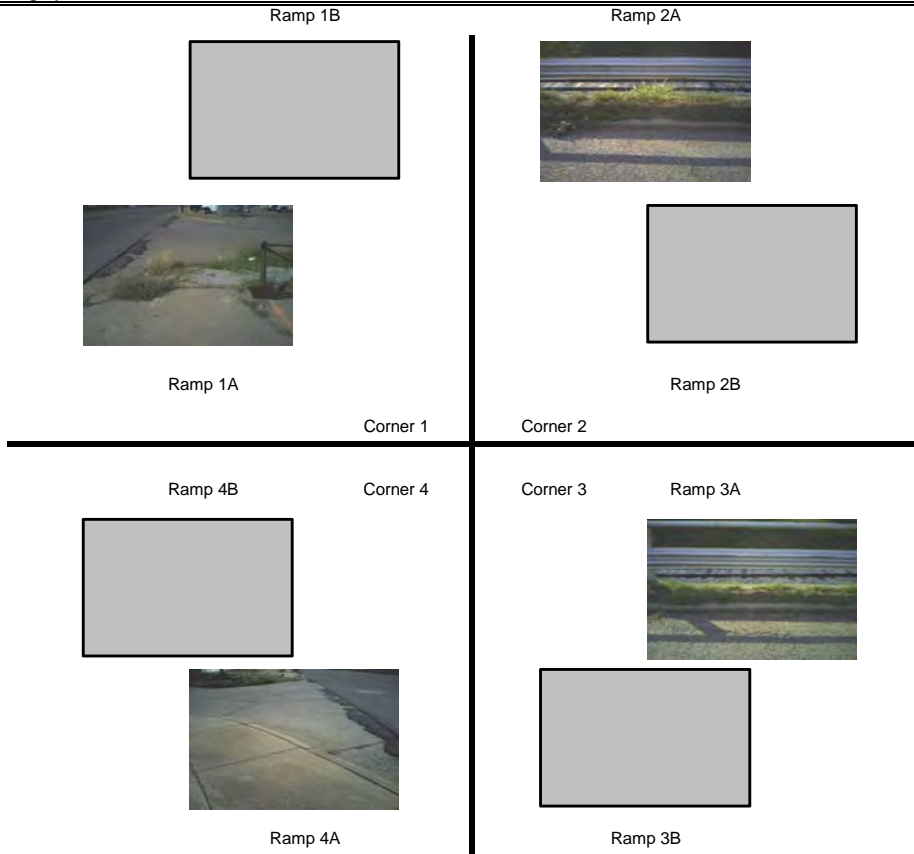 Ramp 1B
Ramp 2A
Ramp 1A
Ramp 2B
Corner 1
Corner 2
Ramp 4B
Corner 4
Corner 3
Ramp 3A
Ramp 4A
Ramp 3B